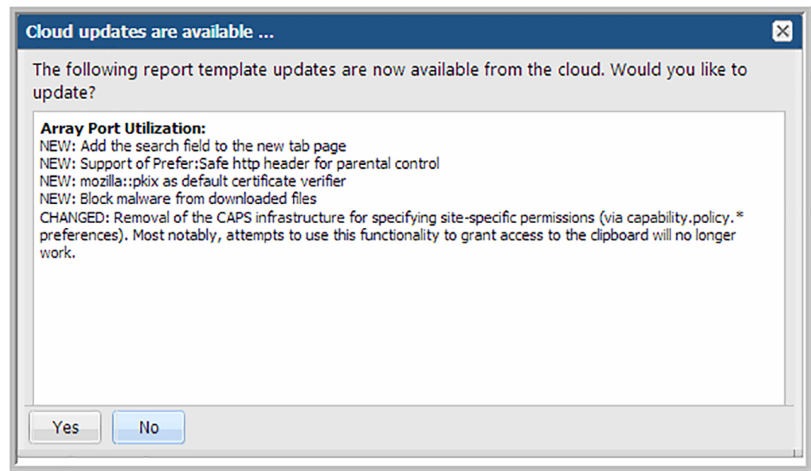 Cloud updates are available ...
The following report template updates are now available from the cloud. Would you like to
update?
Array Port Utilization:
NEW: Add the search field to the new tab page
NEW: Support of Prefer:Safe http header for parental control
NEW: mozilla::pkix as default certificate verifier
NEW: Block malware from downloaded files
CHANGED: Removal of the CAPS infrastructure for specifying site-specific permissions (via capability.policy.*
preferences). Most notably, attempts to use this functionality to grant access to the clipboard will no longer
work.
Yes No